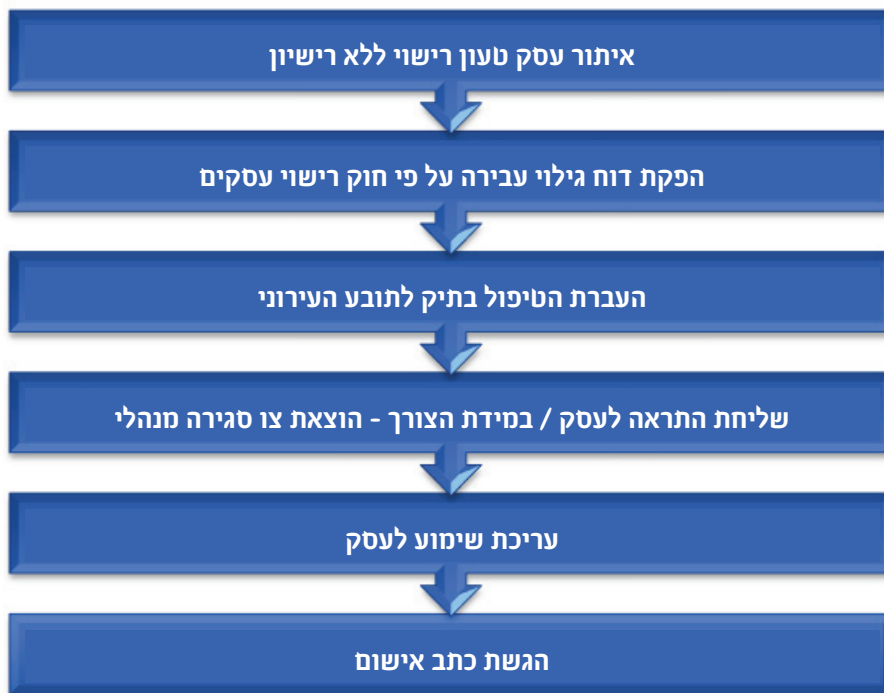 איתור עסק טעון רישוי ללא רישיון
הפקת דוח גילוי עבירה על פי חוק רישוי עסקים
העברת הטיפול בתיק לתובע העירוני
שליחת התראה לעסק / במידת הצורך - הוצאת צו סגירה מנהלי
עריכת שימוע לעסק
הגשת כתב אישום